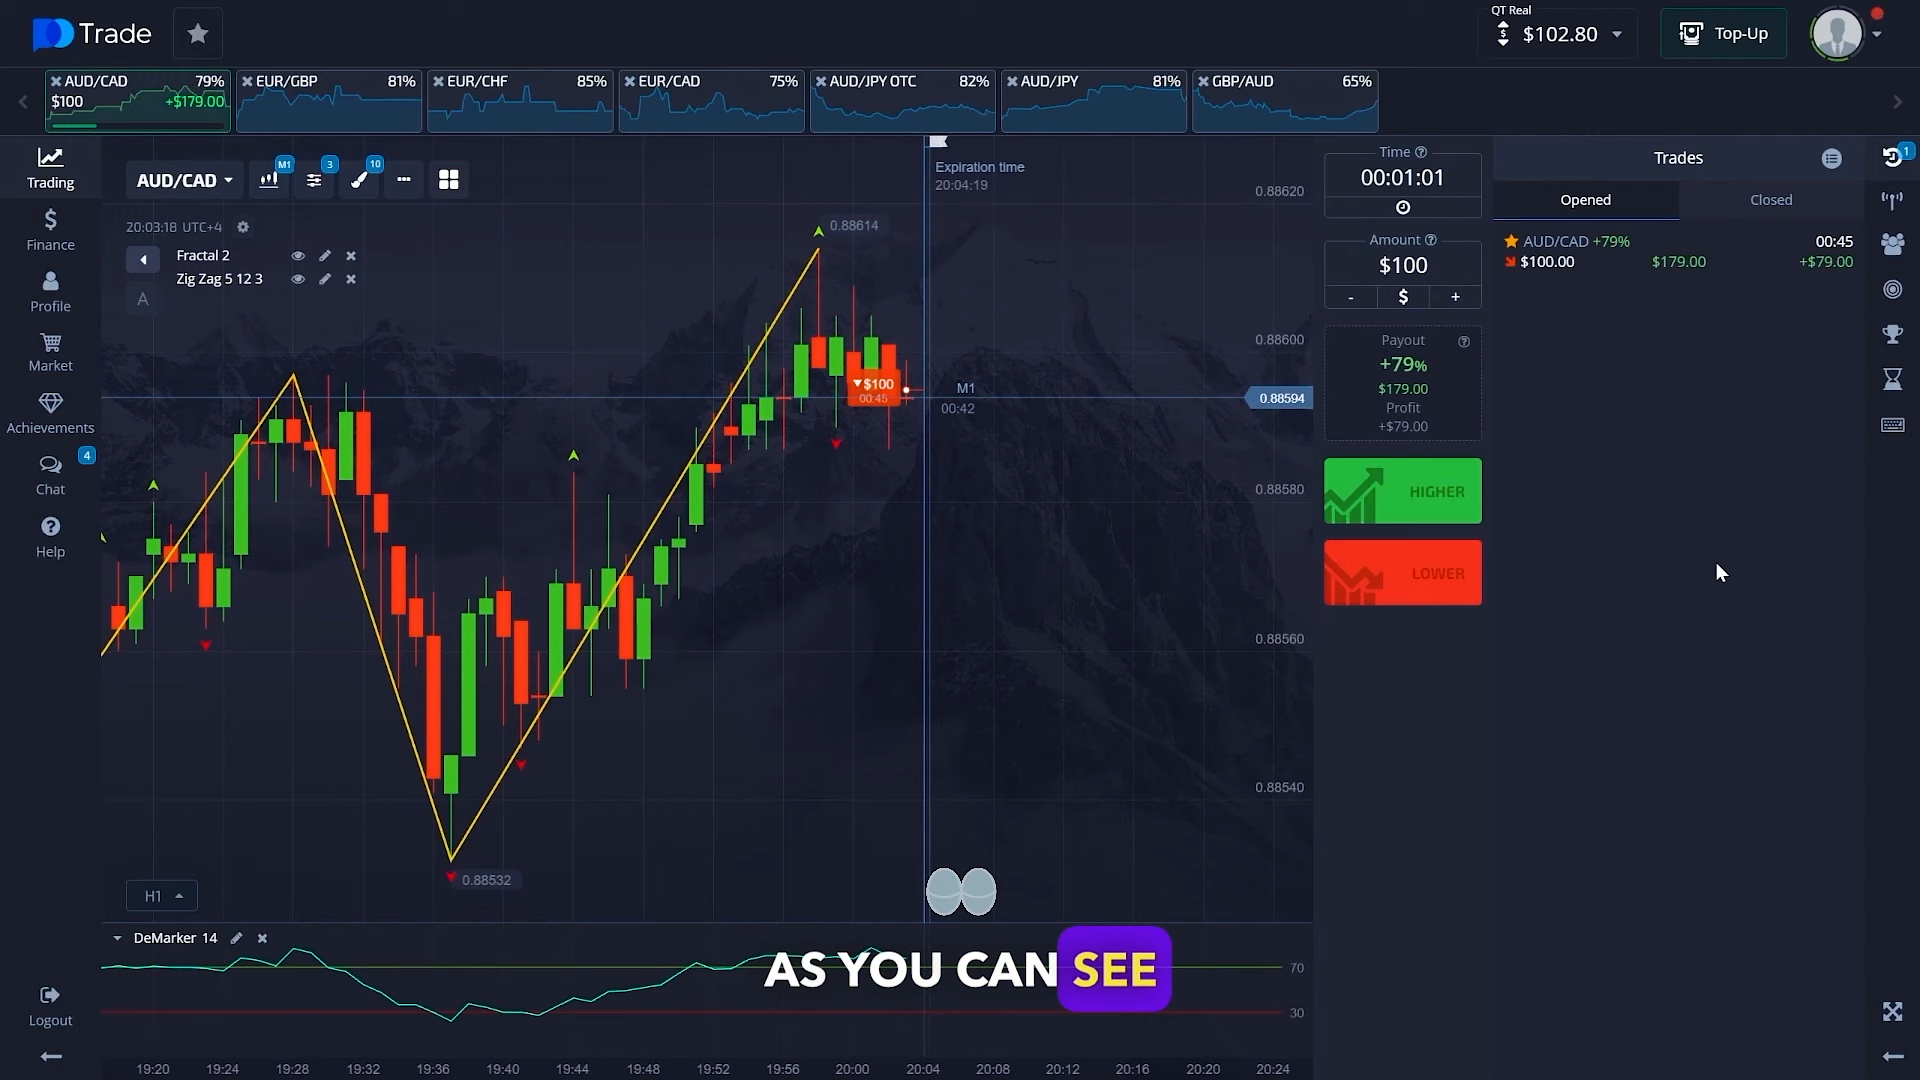 Trade
QT Real
$102.80
Top-Up
AUD/CAD 79%
$100 +$179.00
EUR/GBP 81%
EUR/CHF 85%
EUR/CAD 75%
AUD/JPY OTC 82%
AUD/JPY 81%
GBP/AUD 65%
Trading
Finance
Profile
Market
Achievements
4
Chat
Help
Logout
AUD/CAD
M1
3
10
20:03:18 UTC+4
Fractal 2
Zig Zag 5 12 3
A
Expiration time
20:04:19
0.88614
$100
00:45
M1
00:42
0.88532
H1
0.88620
0.88600
0.88594
0.88580
0.88560
0.88540
DeMarker 14
70
30
AS YOU CAN SEE
19:20 19:24 19:28 19:32 19:36 19:40 19:44 19:48 19:52 19:56 20:00 20:04 20:08 20:12 20:16 20:20 20:24
Time
00:01:01
Amount
$100
- $ +
Payout
+79%
$179.00
Profit
+$79.00
HIGHER
LOWER
Trades
1
Opened Closed
AUD/CAD +79% 00:45
$100.00 $179.00 +$79.00